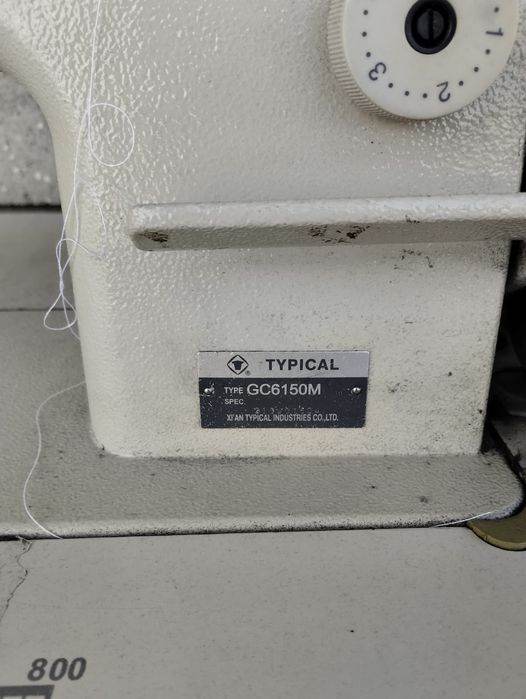 1
2
3
TYPICAL
TYPE GC6150M
SPEC.
XI'AN TYPICAL INDUSTRIES CO.,LTD.
800